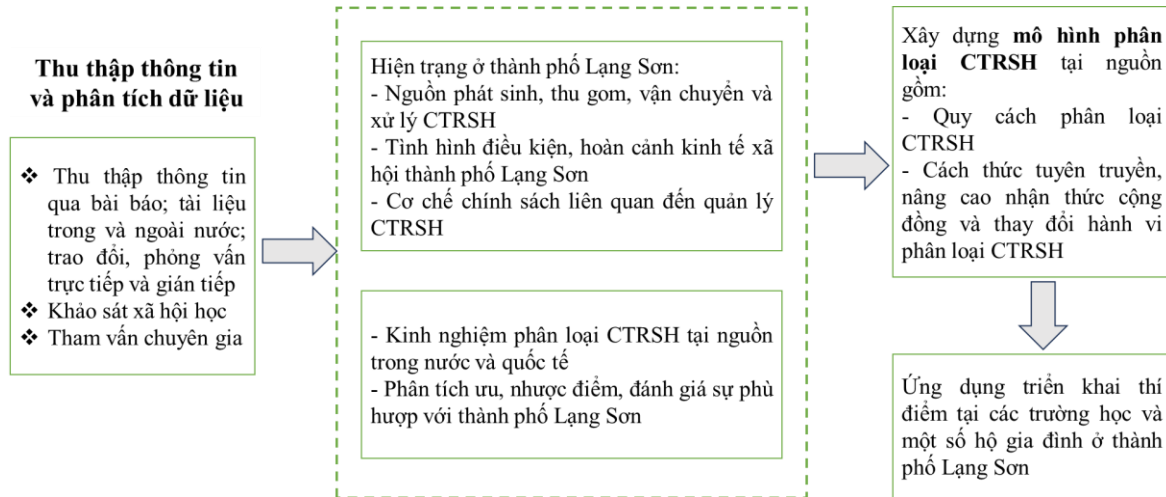 Thu thập thông tin
và phân tích dữ liệu
❖ Thu thập thông tin
qua bài báo; tài liệu
trong và ngoài nước;
trao đổi, phỏng vấn
trực tiếp và gián tiếp
❖ Khảo sát xã hội học
❖ Tham vấn chuyên gia
Hiện trạng ở thành phố Lạng Sơn:
- Nguồn phát sinh, thu gom, vận chuyển và
xử lý CTRSH
- Tình hình điều kiện, hoàn cảnh kinh tế xã
hội thành phố Lạng Sơn
- Cơ chế chính sách liên quan đến quản lý
CTRSH
- Kinh nghiệm phân loại CTRSH tại nguồn
trong nước và quốc tế
- Phân tích ưu, nhược điểm, đánh giá sự phù
hượp với thành phố Lạng Sơn
Xây dựng mô hình phân
loại CTRSH tại nguồn
gồm:
- Quy cách phân loại
CTRSH
- Cách thức tuyên truyền,
nâng cao nhận thức cộng
đồng và thay đổi hành vi
phân loại CTRSH
Ứng dụng triển khai thí
điểm tại các trường học và
một số hộ gia đình ở thành
phố Lạng Sơn